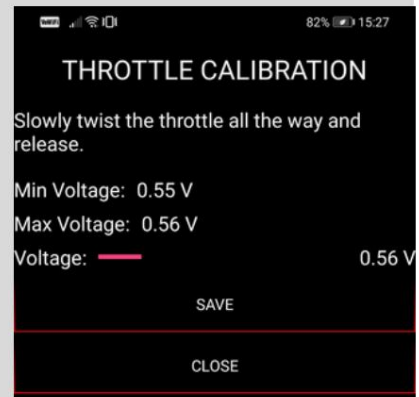 82% 15:27
THROTTLE CALIBRATION
Slowly twist the throttle all the way and
release.
Min Voltage: 0.55 V
Max Voltage: 0.56 V
Voltage: 0.56 V
SAVE
CLOSE